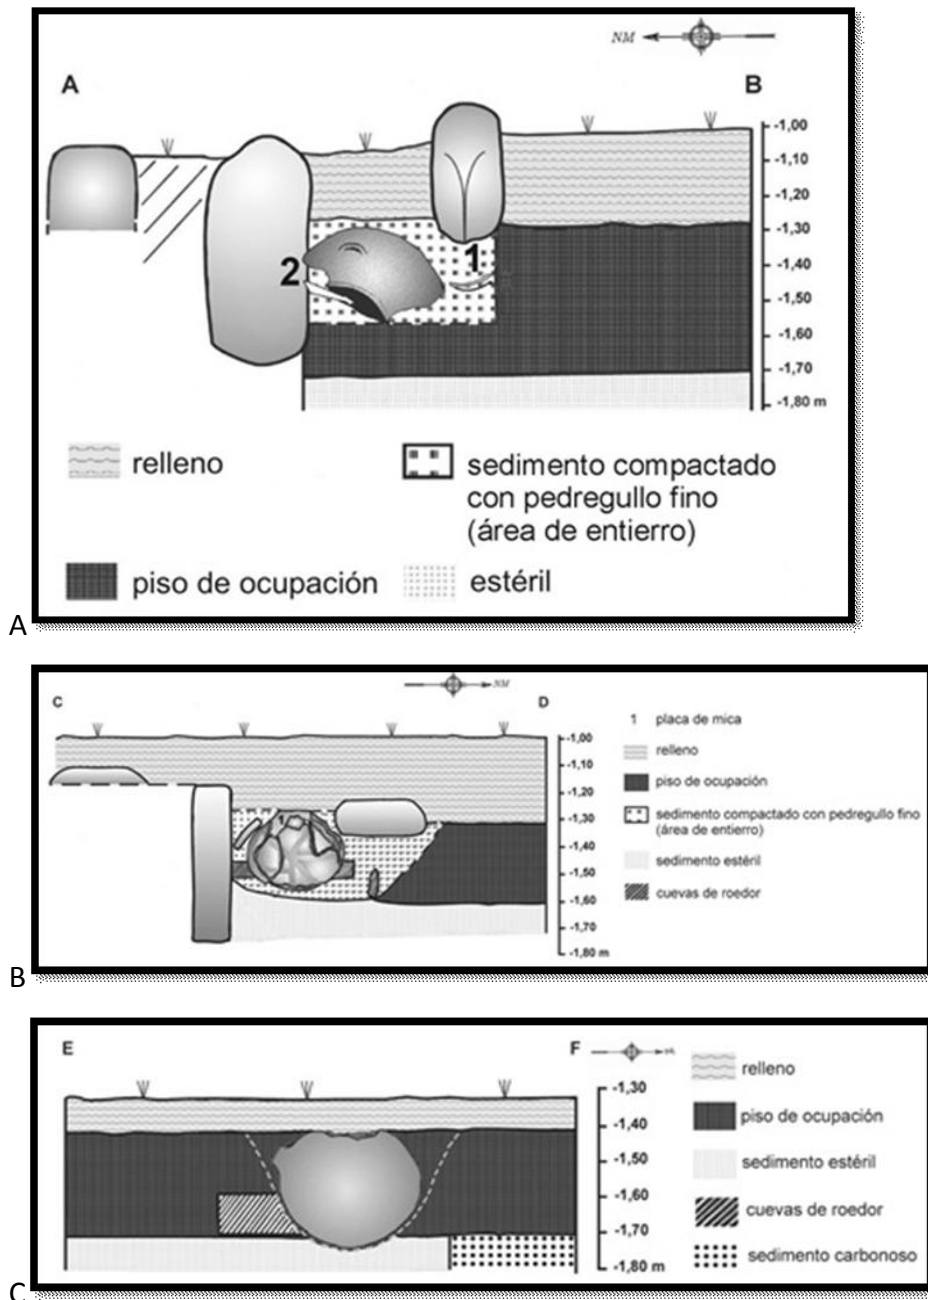 NM
A
B
-1,00
-1,10
-1,20
-1,30
-1,40
-1,50
-1,60
-1,70
-1,80 m
2
1
relleno
sedimento compactado
con pedregullo fino
(área de entierro)
piso de ocupación
estéril
A
NM
C
D
-1,00
-1,10
-1,20
-1,30
-1,40
-1,50
-1,60
-1,70
-1,80 m
1 placa de mica
relleno
piso de ocupación
sedimento compactado con pedregullo fino
(área de entierro)
sedimento estéril
cuevas de roedor
B
E
F
-1,30
-1,40
-1,50
-1,60
-1,70
-1,80 m
relleno
piso de ocupación
sedimento estéril
cuevas de roedor
sedimento carbonoso
C